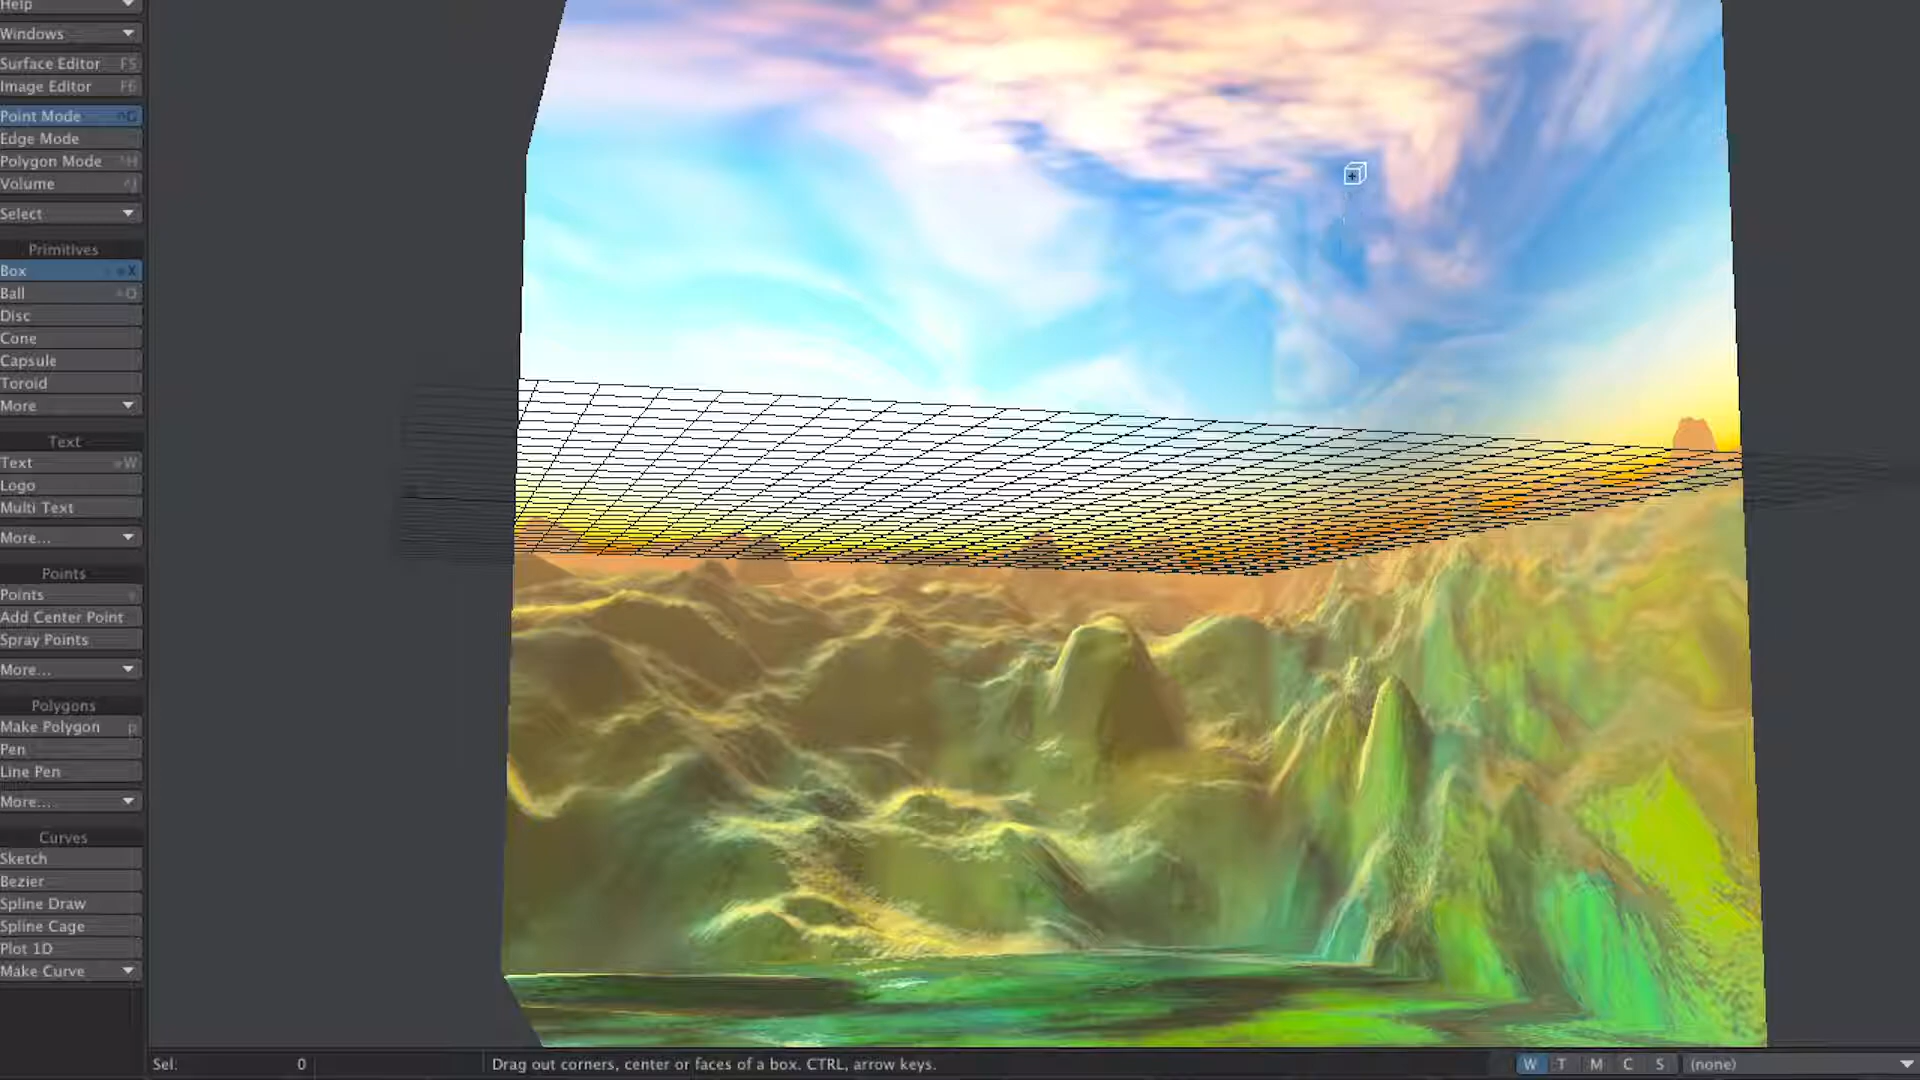 Help
Windows
Surface Editor F5
Image Editor F6
Point Mode ^G
Edge Mode
Polygon Mode ^H
Volume ^J
Select
Primitives
Box X
Ball O
Disc
Cone
Capsule
Toroid
More
Text
Text W
Logo
Multi Text
More...
Points
Points +
Add Center Point
Spray Points
More...
Polygons
Make Polygon p
Pen
Line Pen
More....
Curves
Sketch
Bezier
Spline Draw
Spline Cage
Plot 1D
Make Curve
Sel: 0 Drag out corners, center or faces of a box. CTRL, arrow keys. W T M C S (none)